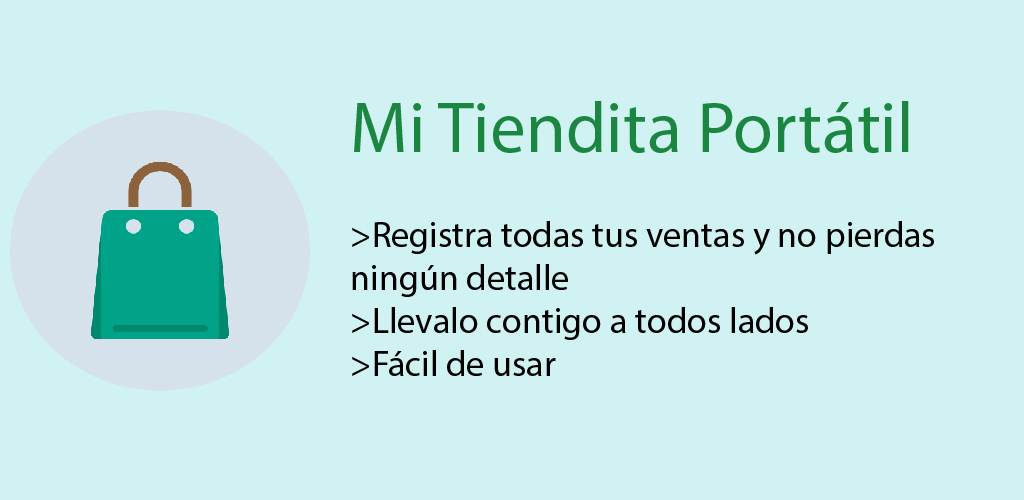 Mi Tiendita Portátil
>Registra todas tus ventas y no pierdas
ningún detalle
>Llevalo contigo a todos lados
>Fácil de usar